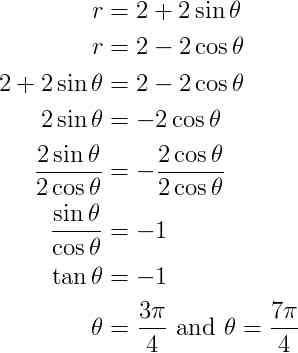 r = 2 + 2 sin θ
r = 2 − 2 cos θ
2 + 2 sin θ = 2 − 2 cos θ
2 sin θ = −2 cos θ
2 sin θ / 2 cos θ = − 2 cos θ / 2 cos θ
sin θ / cos θ = −1
tan θ = −1
θ = 3π / 4 and θ = 7π / 4